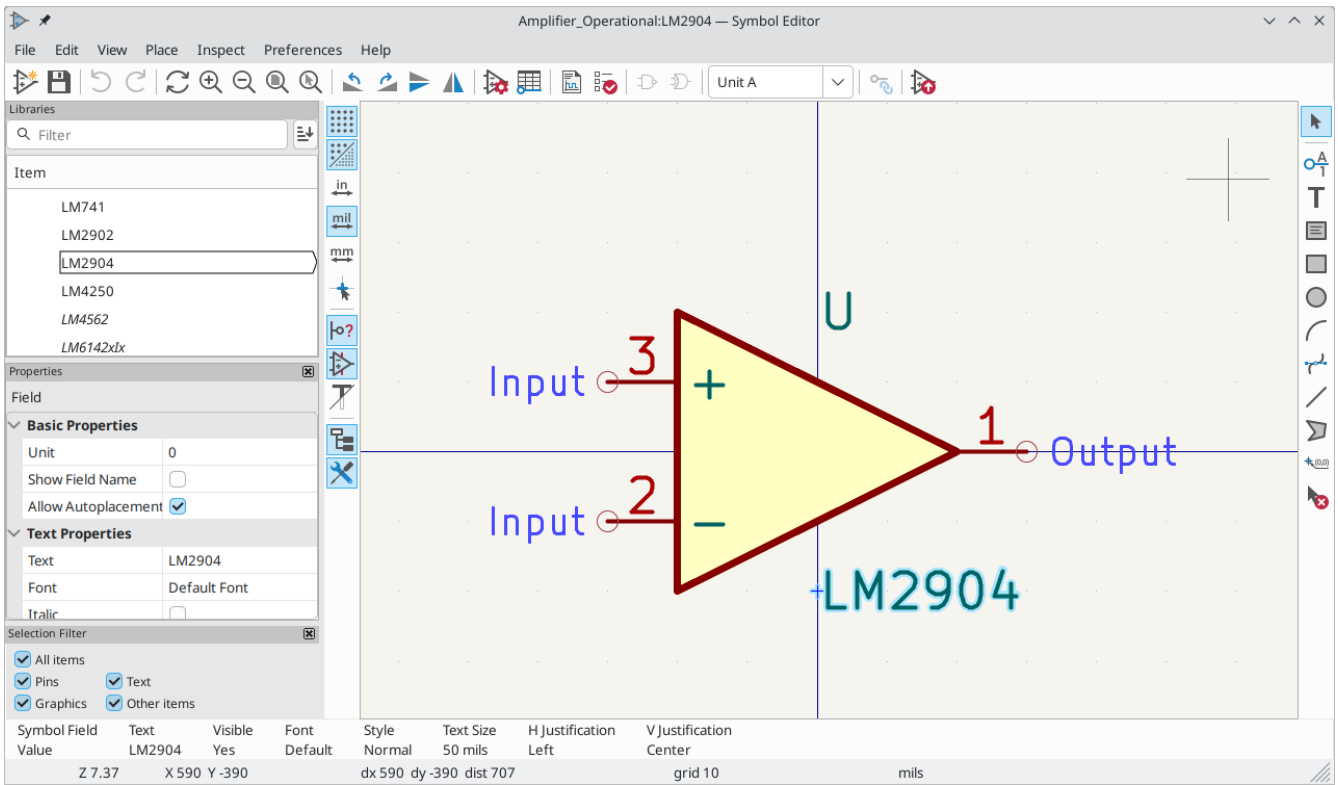 Amplifier_Operational:LM2904 — Symbol Editor
File Edit View Place Inspect Preferences Help
Unit A
Libraries
Filter
Item
LM741
LM2902
LM2904
LM4250
LM4562
LM6142xIx
Properties
Field
Basic Properties
Unit 0
Show Field Name
Allow Autoplacement
Text Properties
Text LM2904
Font Default Font
Italic
Selection Filter
All items
Pins Text
Graphics Other items
in
mil
mm
U
Input 3 +
1 Output
Input 2 −
LM2904
A
1
T
(0,0)
Symbol Field Text Visible Font Style Text Size H Justification V Justification
Value LM2904 Yes Default Normal 50 mils Left Center
Z 7.37 X 590 Y -390 dx 590 dy -390 dist 707 grid 10 mils